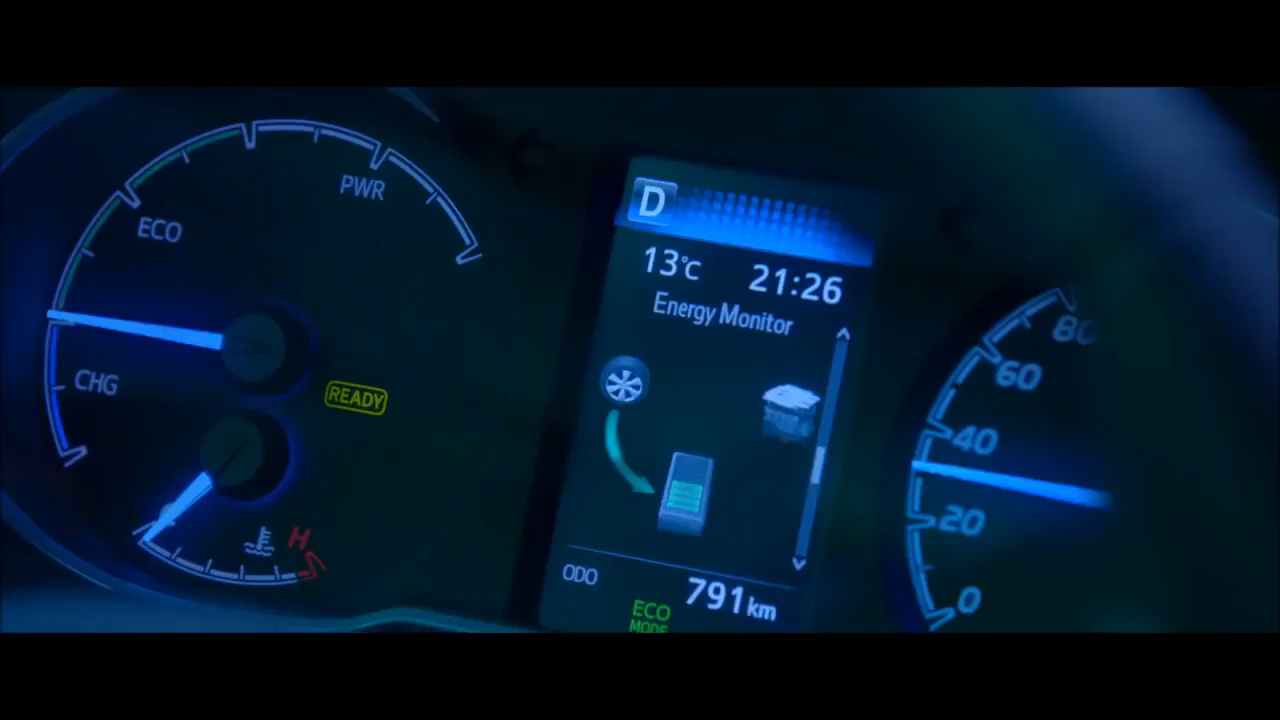 PWR
ECO
CHG
READY
H
D
13°C 21:26
Energy Monitor
ODO 791 km
ECO
MODE
80
60
40
20
0